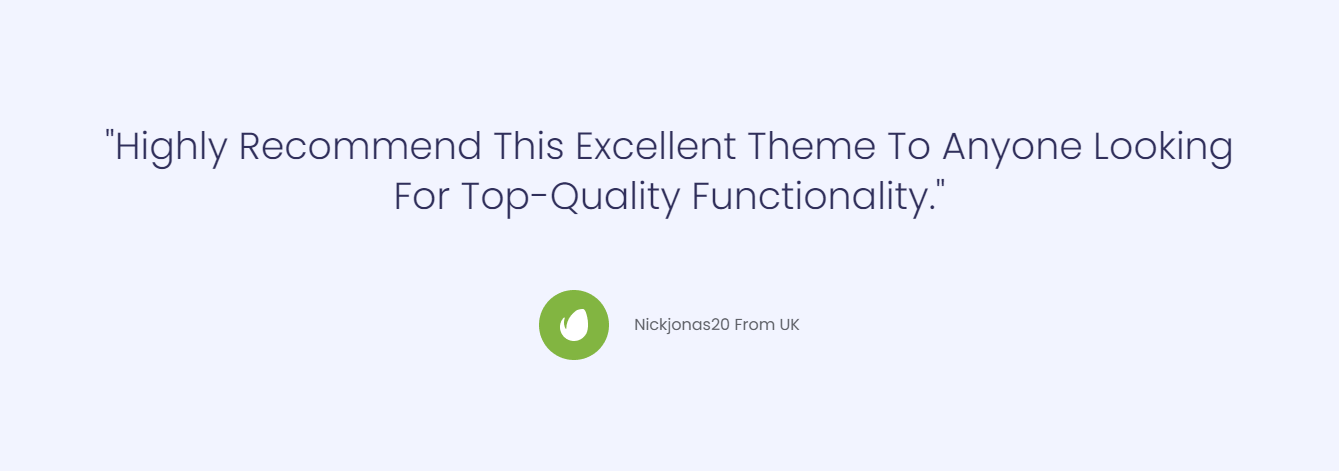 "Highly Recommend This Excellent Theme To Anyone Looking
For Top-Quality Functionality."
Nickjonas20 From UK